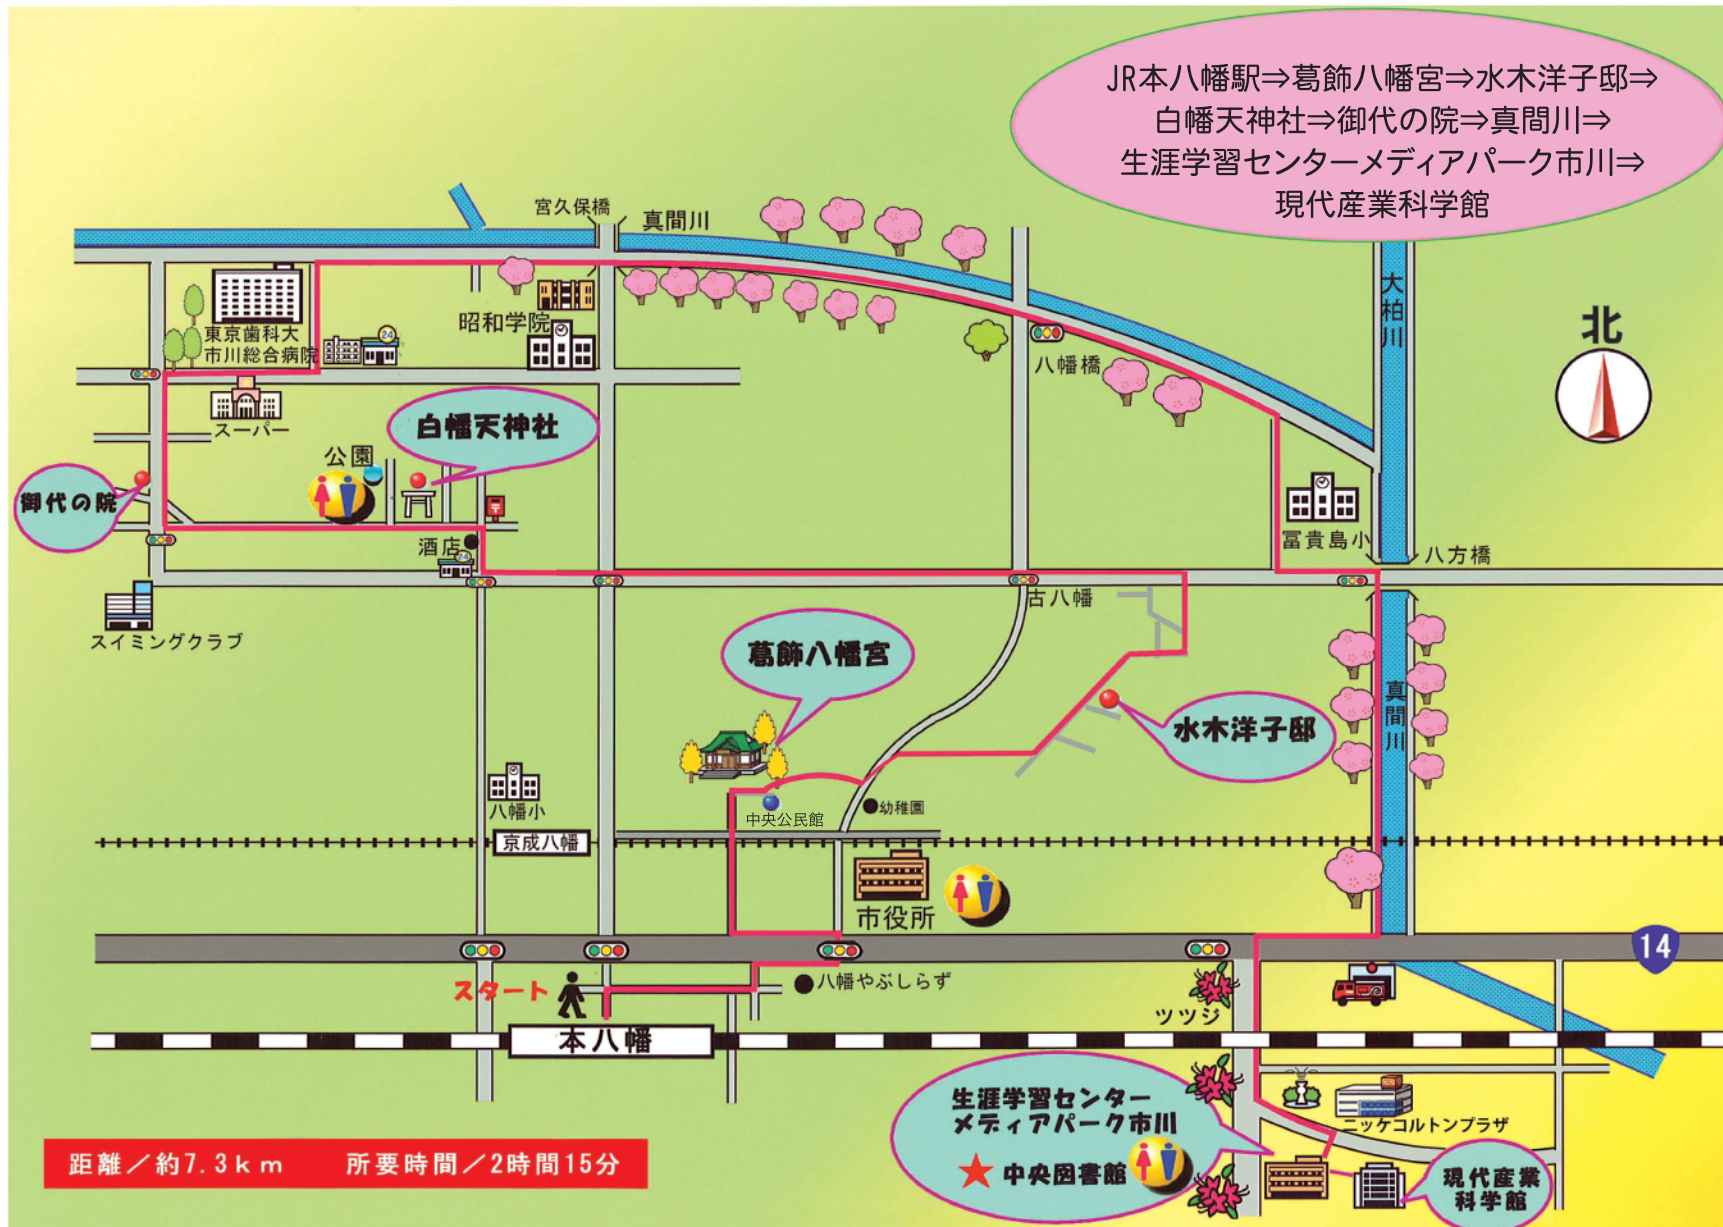 JR本八幡駅⇒葛飾八幡宮⇒水木洋子邸⇒
白幡天神社⇒御代の院⇒真間川⇒
生涯学習センターメディアパーク市川⇒
現代産業科学館
宮久保橋
真間川
大柏川
北
東京歯科大
市川総合病院
24
昭和学院
八幡橋
スーパー
白幡天神社
公園
御代の院
〒
酒店
24
冨貴島小
八方橋
古八幡
スイミングクラブ
葛飾八幡宮
水木洋子邸
真間川
八幡小
中央公民館
幼稚園
京成八幡
市役所
14
スタート
八幡やぶしらず
ツツジ
本八幡
生涯学習センター
メディアパーク市川
★中央図書館
ニッケコルトンプラザ
現代産業
科学館
距離／約7.3km 所要時間／2時間15分